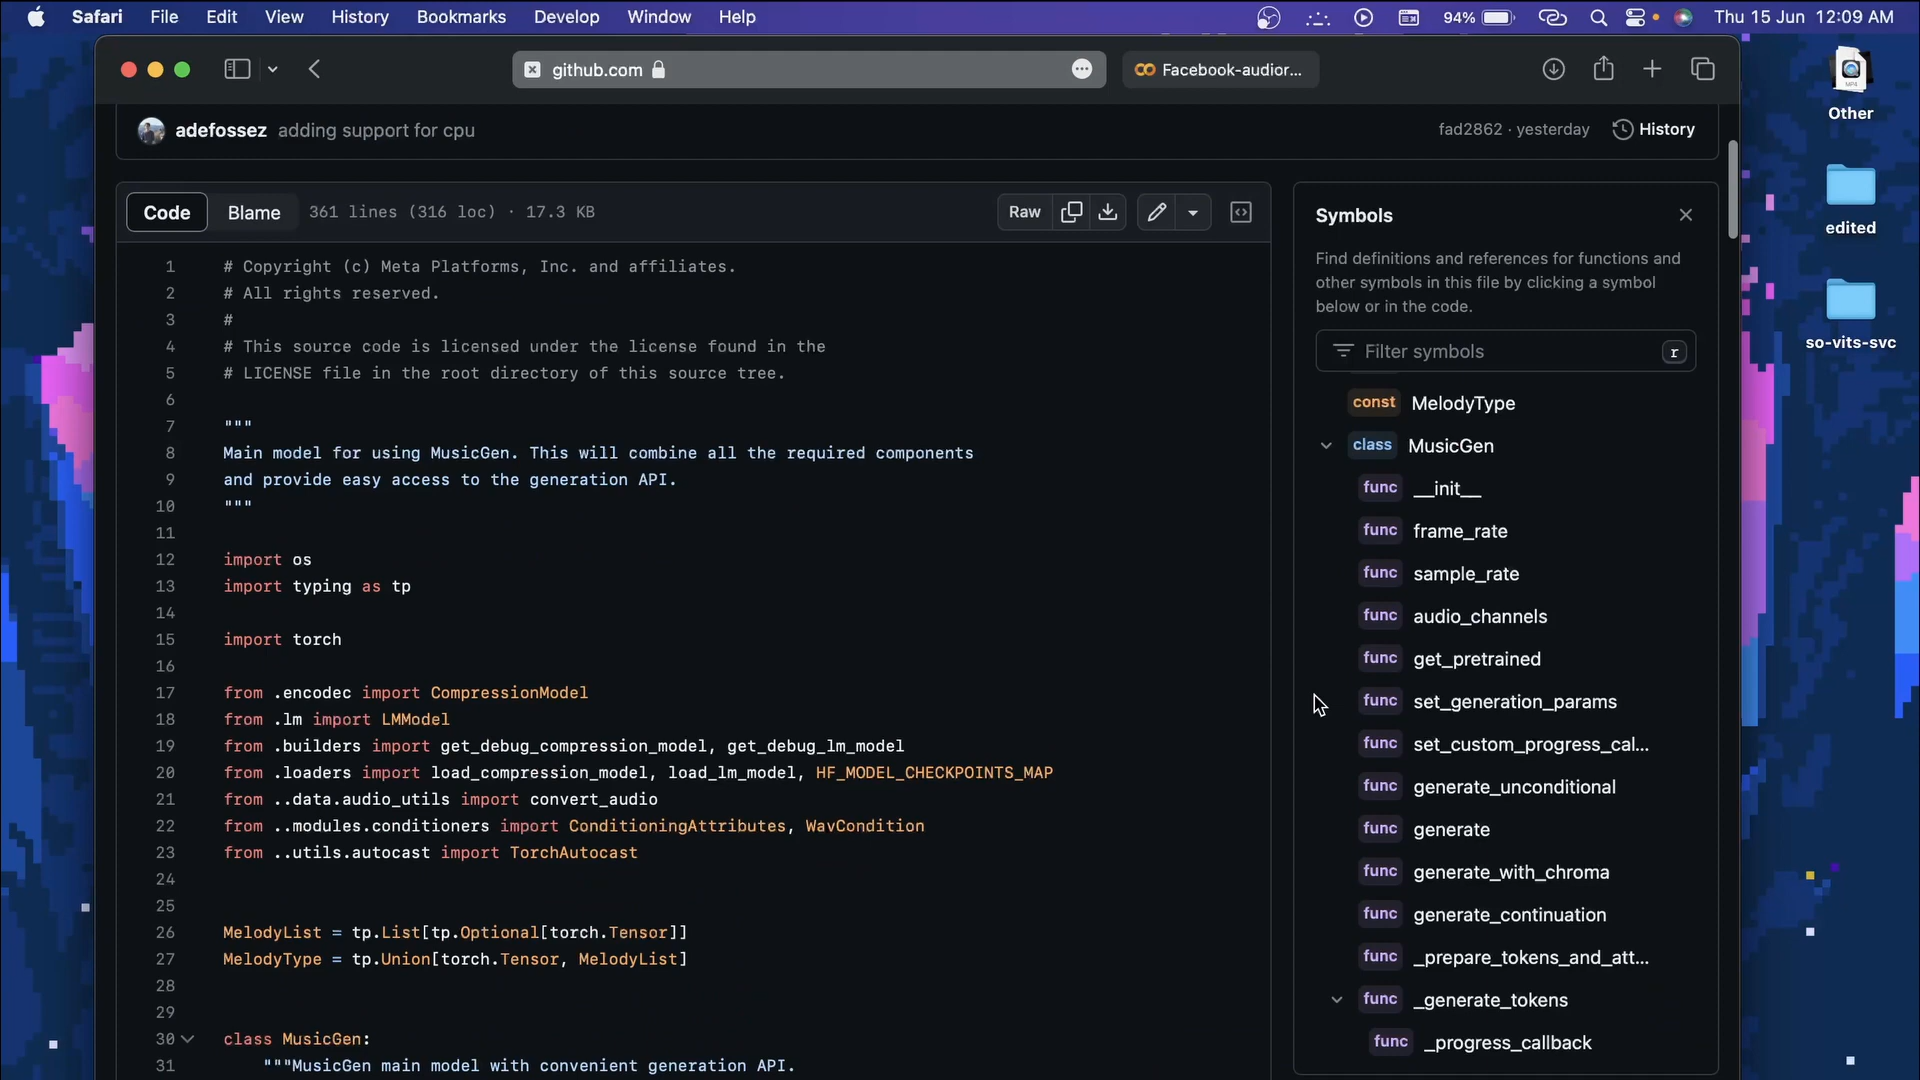 Safari File Edit View History Bookmarks Develop Window Help 94% Thu 15 Jun 12:09 AM
github.com Facebook-audior...
MP4
Other
edited
so-vits-svc
adefossez adding support for cpu fad2862 · yesterday History
Code Blame 361 lines (316 loc) · 17.3 KB Raw
1 # Copyright (c) Meta Platforms, Inc. and affiliates.
2 # All rights reserved.
3 #
4 # This source code is licensed under the license found in the
5 # LICENSE file in the root directory of this source tree.
6
7 """
8 Main model for using MusicGen. This will combine all the required components
9 and provide easy access to the generation API.
10 """
11
12 import os
13 import typing as tp
14
15 import torch
16
17 from .encodec import CompressionModel
18 from .lm import LMModel
19 from .builders import get_debug_compression_model, get_debug_lm_model
20 from .loaders import load_compression_model, load_lm_model, HF_MODEL_CHECKPOINTS_MAP
21 from ..data.audio_utils import convert_audio
22 from ..modules.conditioners import ConditioningAttributes, WavCondition
23 from ..utils.autocast import TorchAutocast
24
25
26 MelodyList = tp.List[tp.Optional[torch.Tensor]]
27 MelodyType = tp.Union[torch.Tensor, MelodyList]
28
29
30 class MusicGen:
31 """MusicGen main model with convenient generation API.
Symbols
Find definitions and references for functions and
other symbols in this file by clicking a symbol
below or in the code.
Filter symbols r
const MelodyType
class MusicGen
func __init__
func frame_rate
func sample_rate
func audio_channels
func get_pretrained
func set_generation_params
func set_custom_progress_cal...
func generate_unconditional
func generate
func generate_with_chroma
func generate_continuation
func _prepare_tokens_and_att...
func _generate_tokens
func _progress_callback